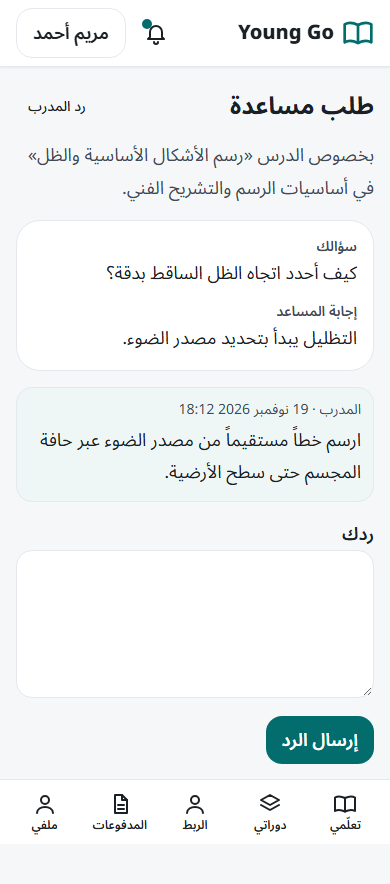 Young Go
مريم أحمد
طلب مساعدة
رد المدرب
بخصوص الدرس «رسم الأشكال الأساسية والظل»
في أساسيات الرسم والتشريح الفني.
سؤالك
كيف أحدد اتجاه الظل الساقط بدقة؟
إجابة المساعد
التظليل يبدأ بتحديد مصدر الضوء.
المدرب · 19 نوفمبر 2026 18:12
ارسم خطاً مستقيماً من مصدر الضوء عبر حافة
المجسم حتى سطح الأرضية.
ردك
إرسال الرد
تعلّمي
دوراتي
الربط
المدفوعات
ملفي